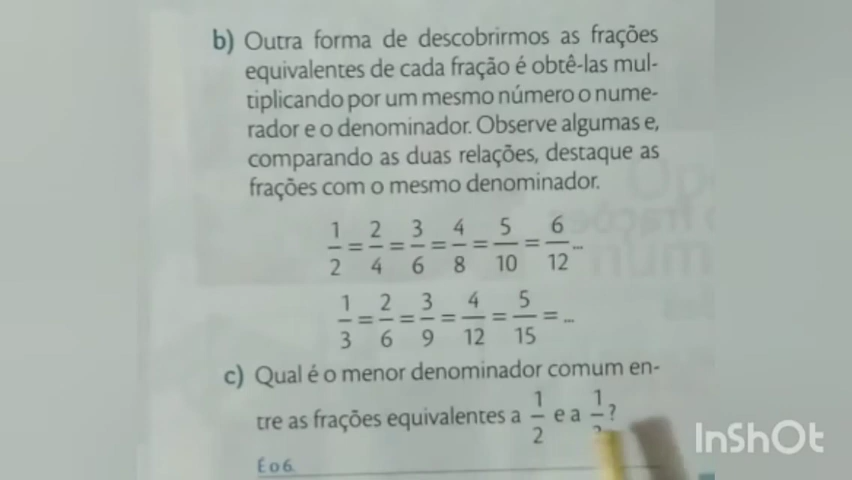 b) Outra forma de descobrirmos as frações
equivalentes de cada fração é obtê-las mul-
tiplicando por um mesmo número o nume-
rador e o denominador. Observe algumas e,
comparando as duas relações, destaque as
frações com o mesmo denominador.
1/2 = 2/4 = 3/6 = 4/8 = 5/10 = 6/12 ...
1/3 = 2/6 = 3/9 = 4/12 = 5/15 = ...
c) Qual é o menor denominador comum en-
tre as frações equivalentes a 1/2 e a 1/ ?
É o 6.
InShOt